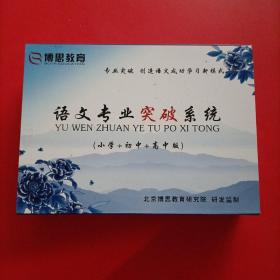 博思教育
专业突破 创造语文成功学习新模式
语文专业突破系统
YU WEN ZHUAN YE TU PO XI TONG
(小学+初中+高中版)
北京博思教育研究院 研发监制